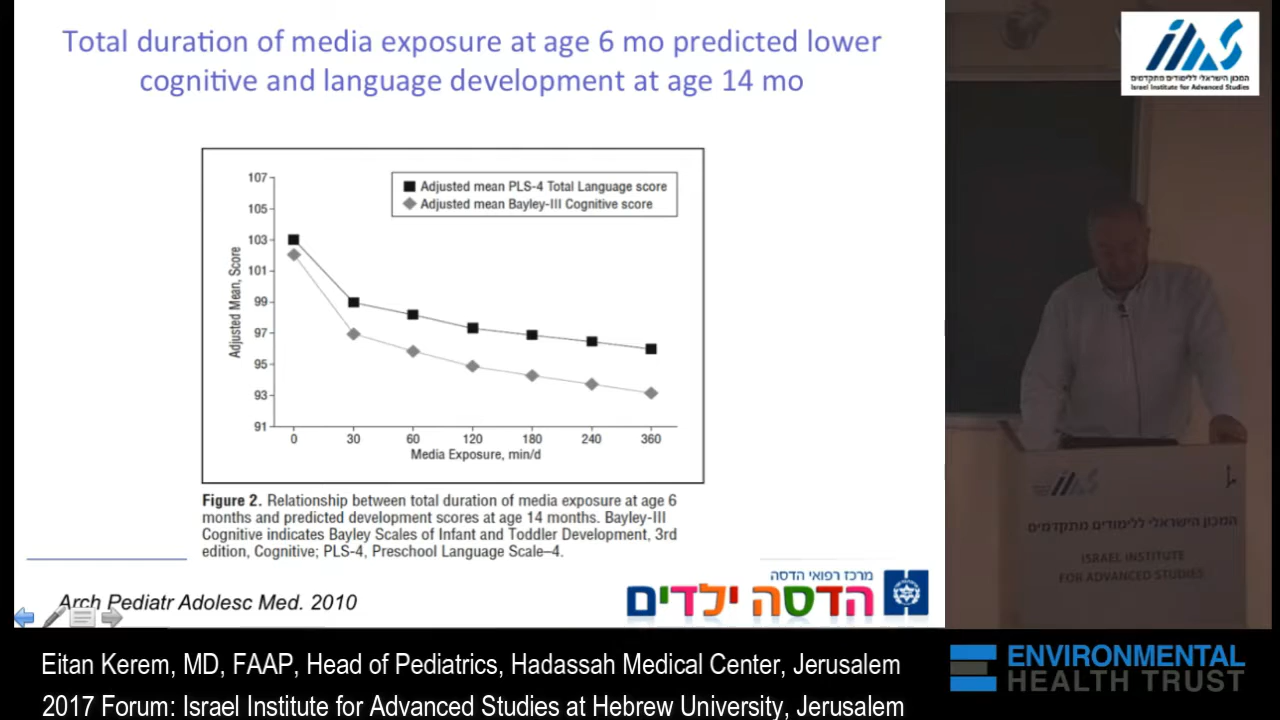 Total duration of media exposure at age 6 mo predicted lower
cognitive and language development at age 14 mo
המכון הישראלי ללימודים מתקדמים
Israel Institute for Advanced Studies
Adjusted mean PLS-4 Total Language score
Adjusted mean Bayley-III Cognitive score
Adjusted Mean, Score
107
105
103
101
99
97
95
93
91
0 30 60 120 180 240 360
Media Exposure, min/d
Figure 2. Relationship between total duration of media exposure at age 6
months and predicted development scores at age 14 months. Bayley-III
Cognitive indicates Bayley Scales of Infant and Toddler Development, 3rd
edition, Cognitive; PLS-4, Preschool Language Scale–4.
Arch Pediatr Adolesc Med. 2010
מרכז רפואי הדסה
הדסה ילדים
המכון הישראלי ללימודים מתקדמים
ISRAEL INSTITUTE
FOR ADVANCED STUDIES
Eitan Kerem, MD, FAAP, Head of Pediatrics, Hadassah Medical Center, Jerusalem
2017 Forum: Israel Institute for Advanced Studies at Hebrew University, Jerusalem
ENVIRONMENTAL
HEALTH TRUST